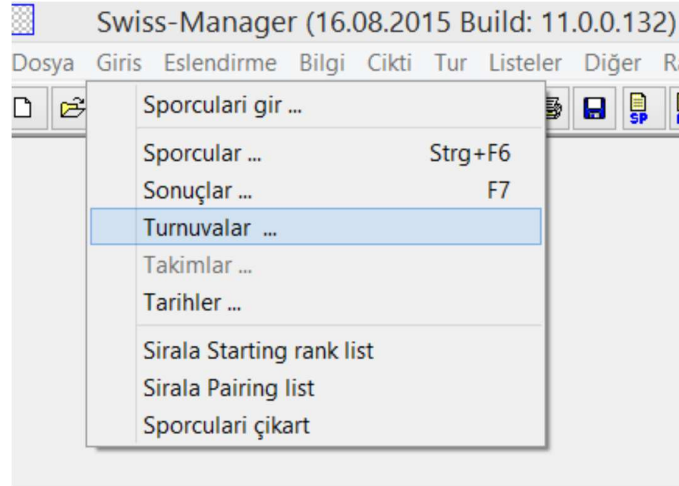 Swiss-Manager (16.08.2015 Build: 11.0.0.132)
Dosya Giris Eslendirme Bilgi Cikti Tur Listeler Diğer
Sporculari gir ...
SP
Sporcular ... Strg+F6
Sonuçlar ... F7
Turnuvalar ...
Takimlar ...
Tarihler ...
Sirala Starting rank list
Sirala Pairing list
Sporculari çikart